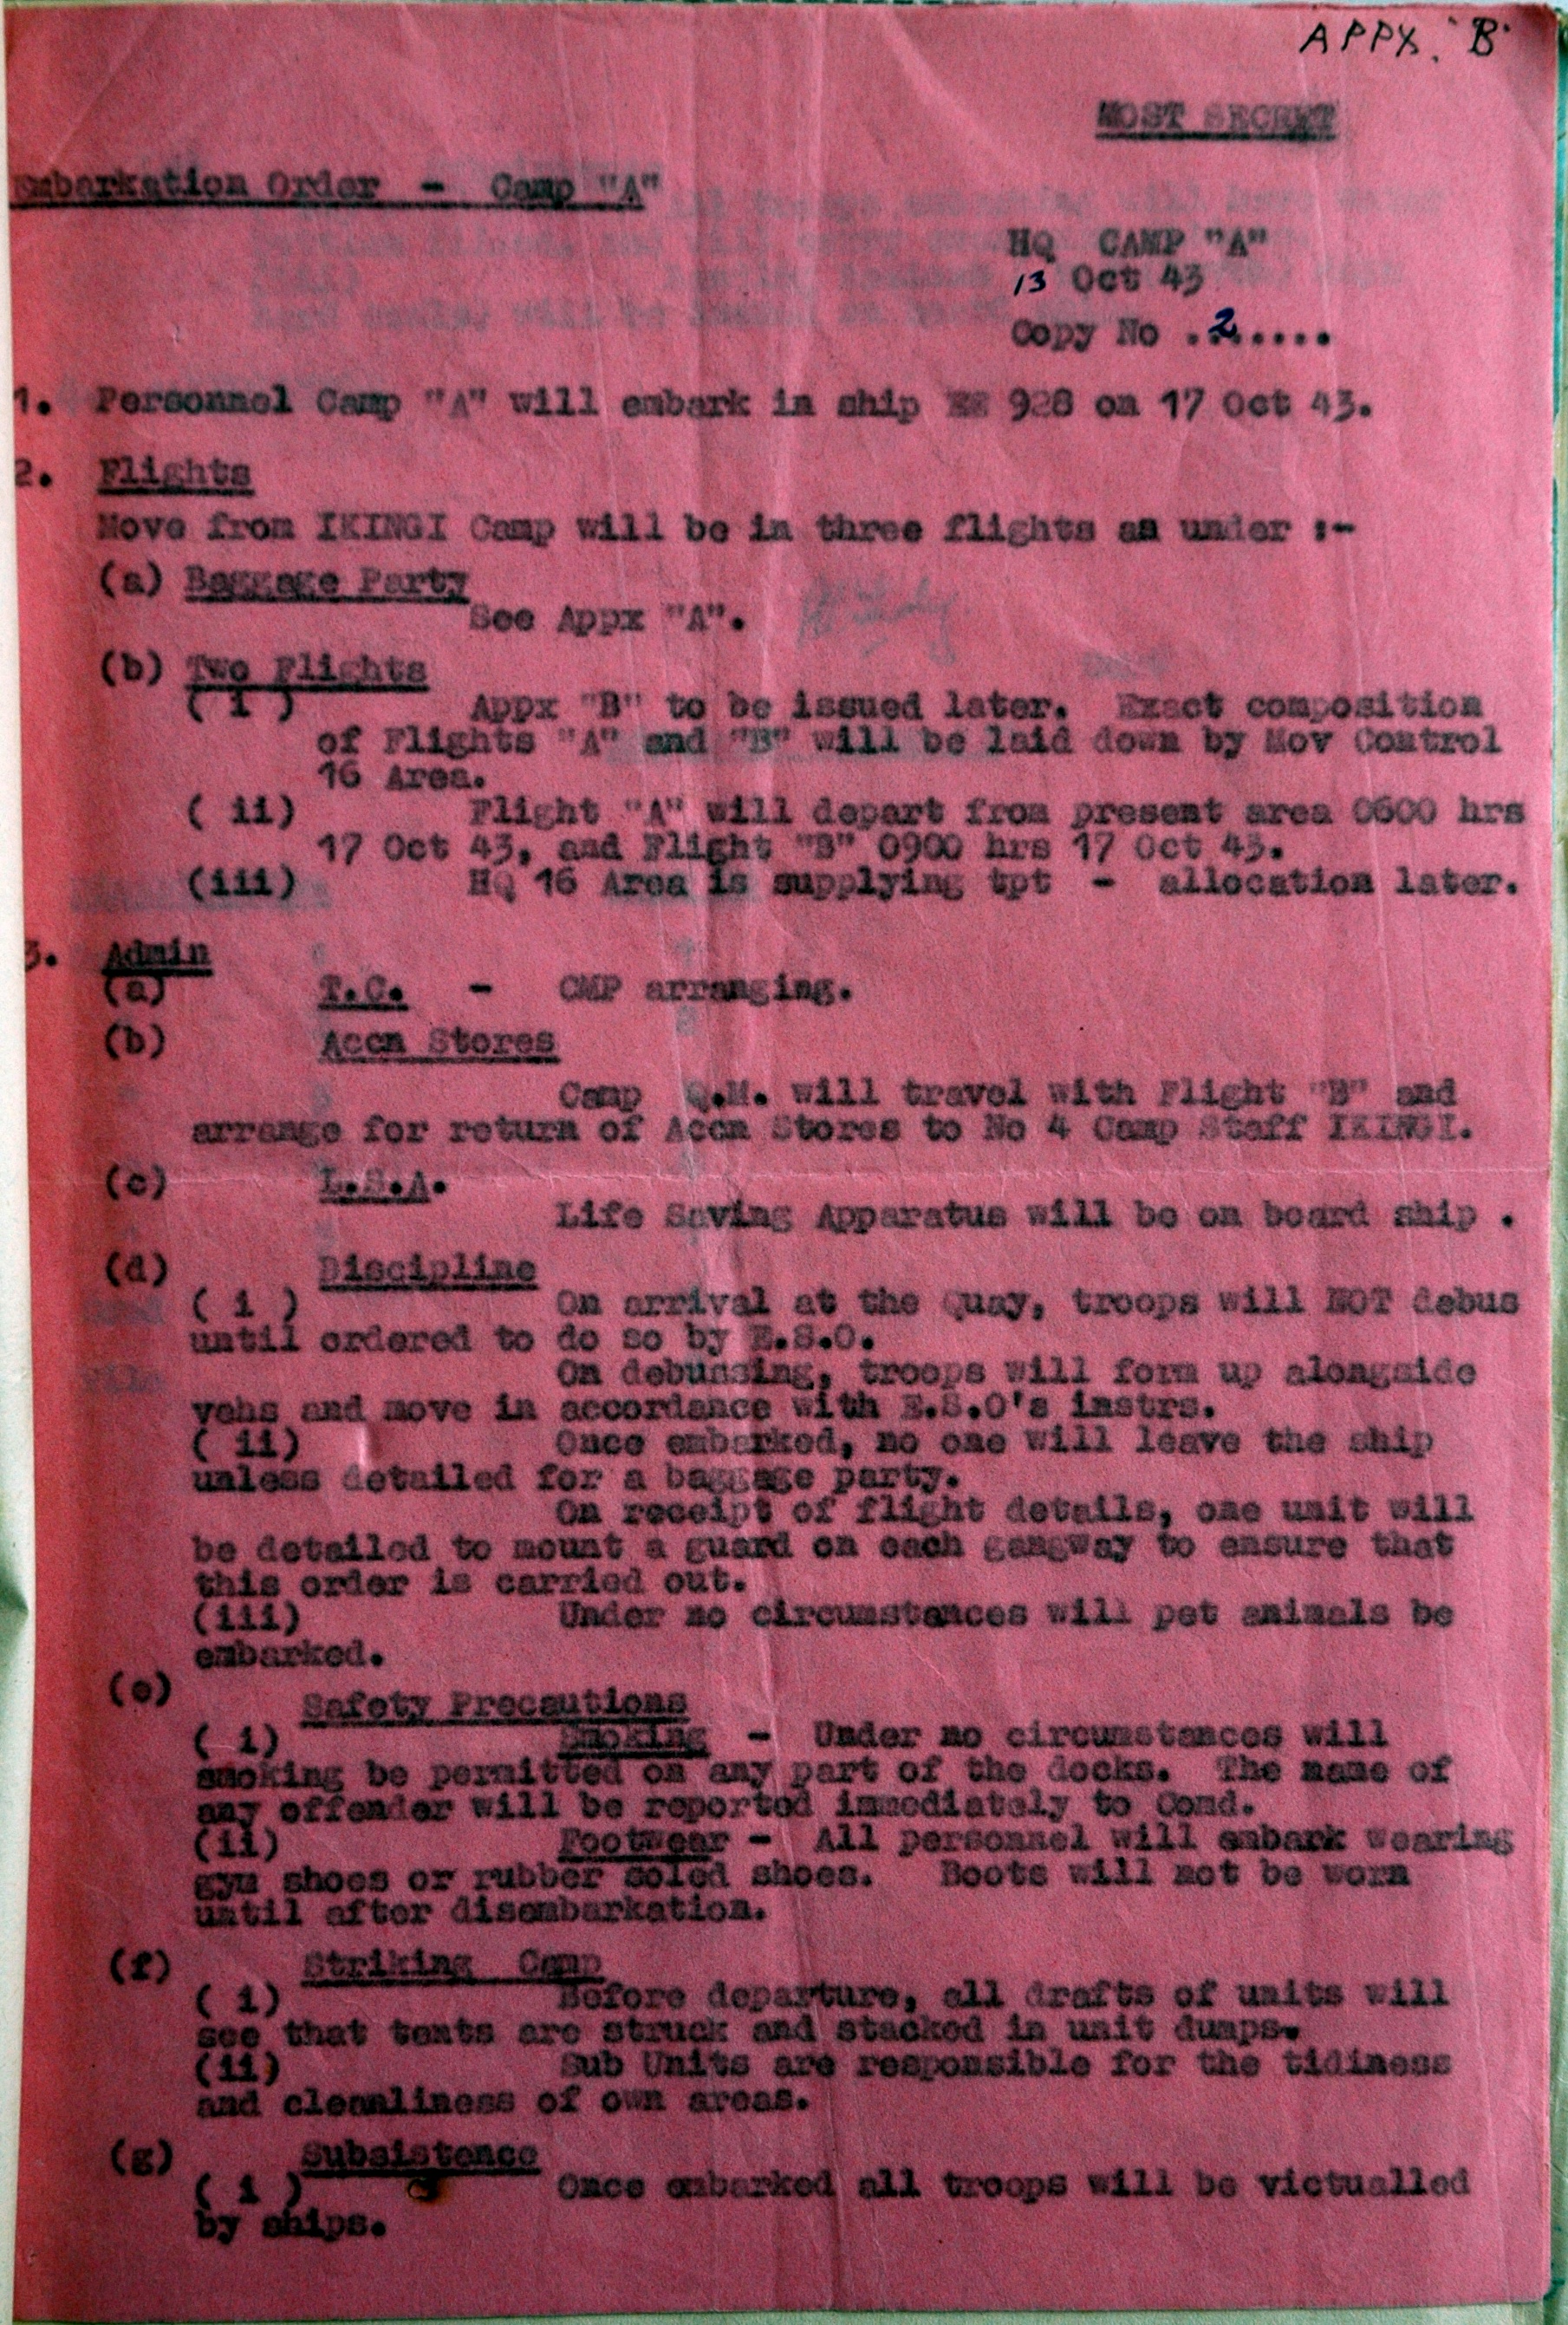 APPX. 'B'
MOST SECRET
Embarkation Order - Camp "A"
HQ CAMP "A"
13 Oct 43
Copy No ..2.....
1. Personnel Camp "A" will embark in ship 928 on 17 Oct 43.
2. Flights
Move from IKINGI Camp will be in three flights as under :-
(a) Baggage Party
See Appx "A".
(b) Two Flights
( i ) Appx "B" to be issued later. Exact composition
of Flights "A" and "B" will be laid down by Mov Control
16 Area.
( ii) Flight "A" will depart from present area 0600 hrs
17 Oct 43, and Flight "B" 0900 hrs 17 Oct 43.
(iii) HQ 16 Area is supplying tpt - allocation later.
3. Admin
(a) T.C. - CMP arranging.
(b) Accn Stores
Camp Q.M. will travel with Flight "B" and
arrange for return of Accn Stores to No 4 Camp Staff IKINGI.
(c) L.S.A.
Life Saving Apparatus will be on board ship .
(d) Discipline
( i ) On arrival at the Quay, troops will NOT debus
until ordered to do so by E.S.O.
On debussing, troops will form up alongside
vehs and move in accordance with E.S.O's instrs.
( ii) Once embarked, no one will leave the ship
unless detailed for a baggage party.
On receipt of flight details, one unit will
be detailed to mount a guard on each gangway to ensure that
this order is carried out.
(iii) Under no circumstances will pet animals be
embarked.
(e) Safety Precautions
( i) Smoking - Under no circumstances will
smoking be permitted on any part of the docks. The name of
any offender will be reported immediately to Comd.
(ii) Footwear - All personnel will embark wearing
gym shoes or rubber soled shoes. Boots will not be worn
until after disembarkation.
(f) Striking Camp
( i) Before departure, all drafts of units will
see that tents are struck and stacked in unit dumps.
(ii) Sub Units are responsible for the tidiness
and cleanliness of own areas.
(g) Subsistence
( i ) Once embarked all troops will be victualled
by ships.